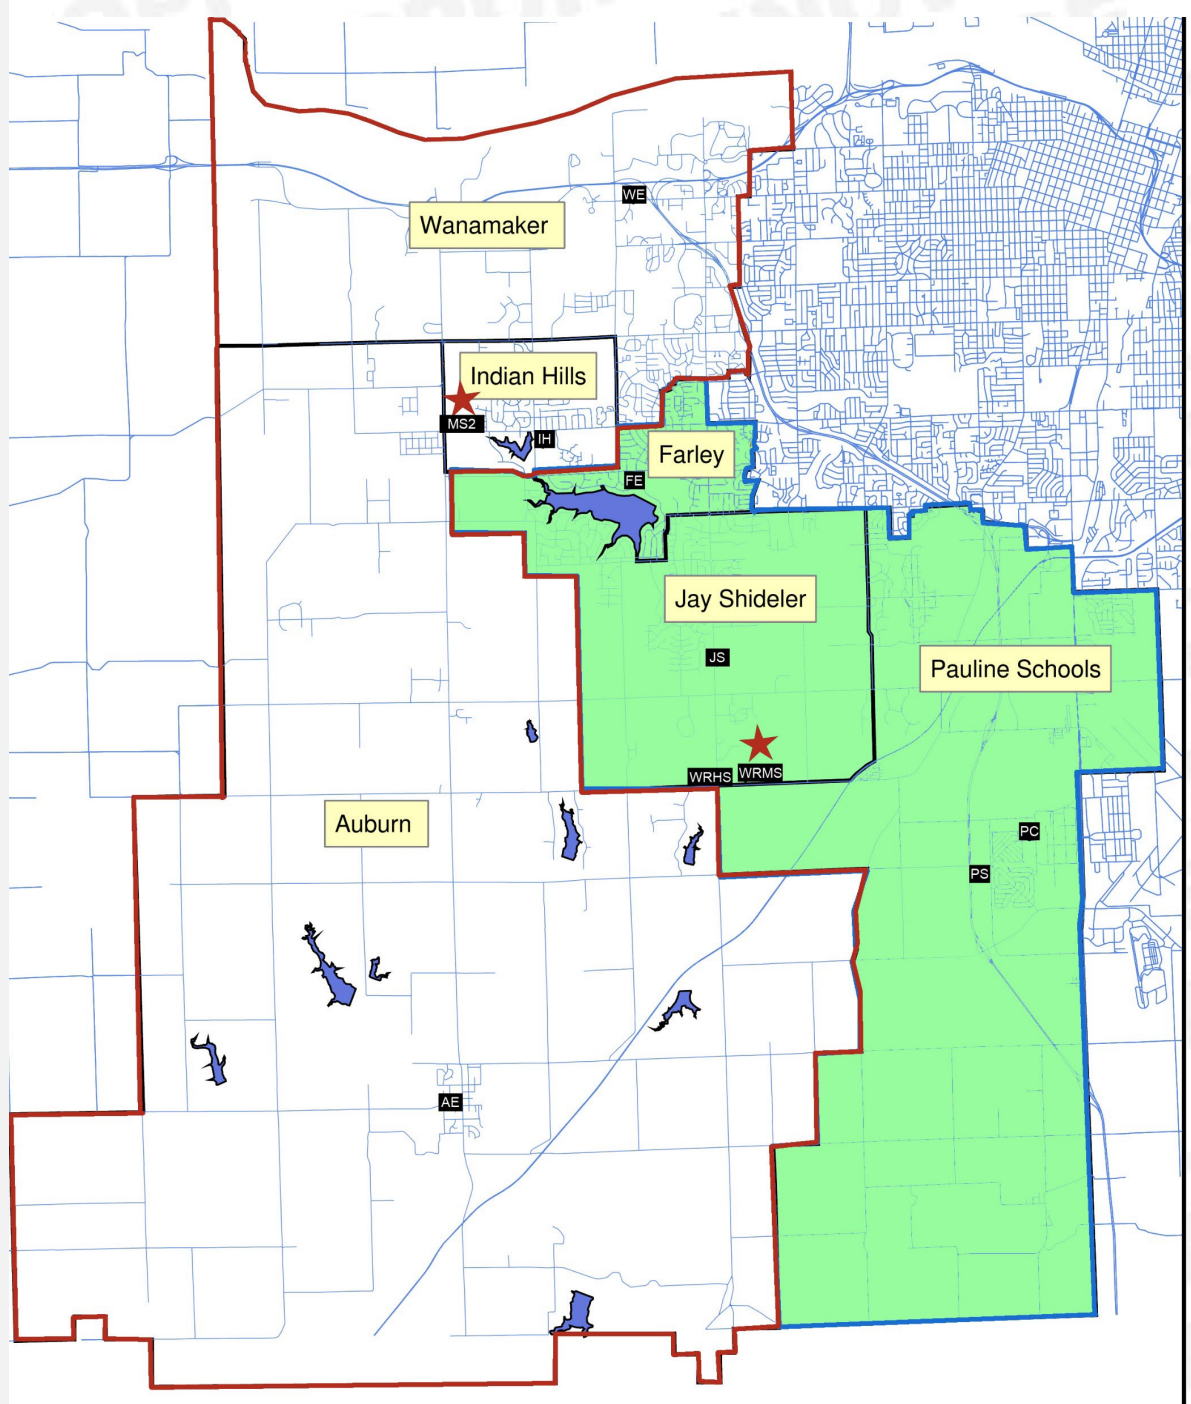 WE
Wanamaker
Indian Hills
MS2
IH
Farley
FE
Jay Shideler
JS
Pauline Schools
WRHS
WRMS
Auburn
PC
PS
AE